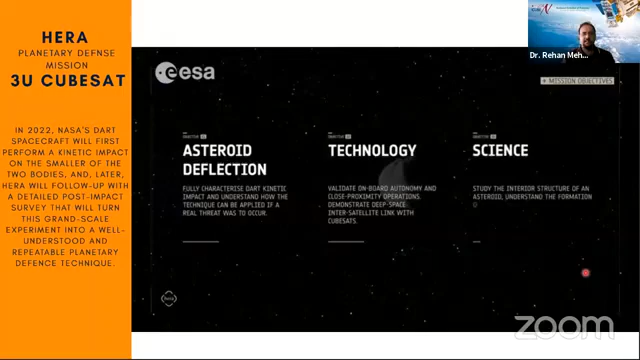 HERA
PLANETARY DEFNSE
MISSION
3U CUBESAT
IN 2022, NASA'S DART
SPACECRAFT WILL FIRST
PERFORM A KINETIC IMPACT
ON THE SMALLER OF THE
TWO BODIES, AND, LATER,
HERA WILL FOLLOW-UP WITH
A DETAILED POST-IMPACT
SURVEY THAT WILL TURN
THIS GRAND-SCALE
EXPERIMENT INTO A WELL-
UNDERSTOOD AND
REPEATABLE PLANETARY
DEFENCE TECHNIQUE.
esa
+ MISSION OBJECTIVES
OBJECTIVE
ASTEROID
DEFLECTION
FULLY CHARACTERISE DART KINETIC
IMPACT AND UNDERSTAND HOW THE
TECHNIQUE CAN BE APPLIED IF A
REAL THREAT WAS TO OCCUR.
OBJECTIVE
TECHNOLOGY
VALIDATE ON-BOARD AUTONOMY AND
CLOSE-PROXIMITY OPERATIONS.
DEMONSTRATE DEEP-SPACE
INTER-SATELLITE LINK WITH
CUBESATS.
OBJECTIVE
SCIENCE
STUDY THE INTERIOR STRUCTURE OF AN
ASTEROID, UNDERSTAND THE FORMATION
O
Dr. Rehan Meh...
zoom